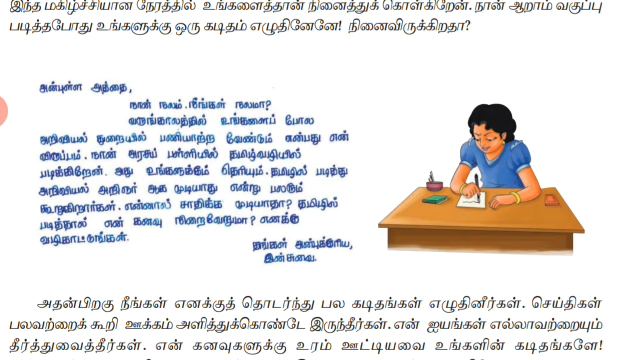 இந்த மகிழ்ச்சியான நேரத்தில் உங்களைத்தான் நினைத்துக் கொள்கிறேன். நான் ஆறாம் வகுப்பு
படித்தபோது உங்களுக்கு ஒரு கடிதம் எழுதினேனே! நினைவிருக்கிறதா?
அன்புள்ள அத்தை,
நான் நலம். நீங்கள் நலமா?
வருங்காலத்தில் உங்களைப் போல
அறிவியல் துறையில் பணியாற்ற வேண்டும் என்பது என்
விருப்பம். நான் அரசுப் பள்ளியில் தமிழ்வழியில்
படிக்கிறேன். அது உங்களுக்கும் தெரியும். தமிழில் படித்து
அறிவியல் அறிஞர் ஆக முடியாது என்று பலரும்
கூறுகிறார்கள். என்னால் சாதிக்க முடியாதா? தமிழில்
படித்தால் என் கனவு நிறைவேறுமா? எனக்கு
வழிகாட்டுங்கள்.
தங்கள் அன்புக்குரிய,
இன்சுவை.
அதன்பிறகு நீங்கள் எனக்குத் தொடர்ந்து பல கடிதங்கள் எழுதினீர்கள். செய்திகள்
பலவற்றைக் கூறி ஊக்கம் அளித்துக்கொண்டே இருந்தீர்கள். என் ஐயங்கள் எல்லாவற்றையும்
தீர்த்துவைத்தீர்கள். என் கனவுகளுக்கு உரம் ஊட்டியவை உங்களின் கடிதங்களே!